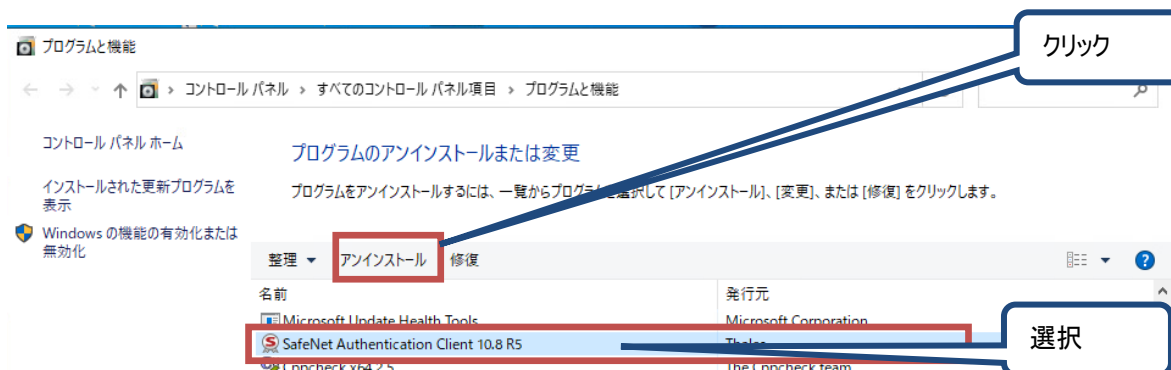 クリック
プログラムと機能
コントロール パネル › すべてのコントロール パネル項目 › プログラムと機能
コントロール パネル ホーム
プログラムのアンインストールまたは変更
インストールされた更新プログラムを
表示
プログラムをアンインストールするには、一覧からプログラムを選択して [アンインストール]、[変更]、または [修復] をクリックします。
Windows の機能の有効化または
無効化
整理 アンインストール 修復
名前 発行元
Microsoft Update Health Tools Microsoft Corporation
SafeNet Authentication Client 10.8 R5 Thales
選択
Cppcheck x64 2.5 The Cppcheck team